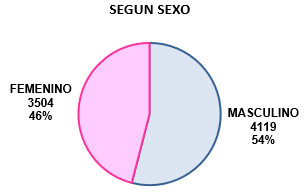 SEGUN SEXO
FEMENINO
3504
46%
MASCULINO
4119
54%